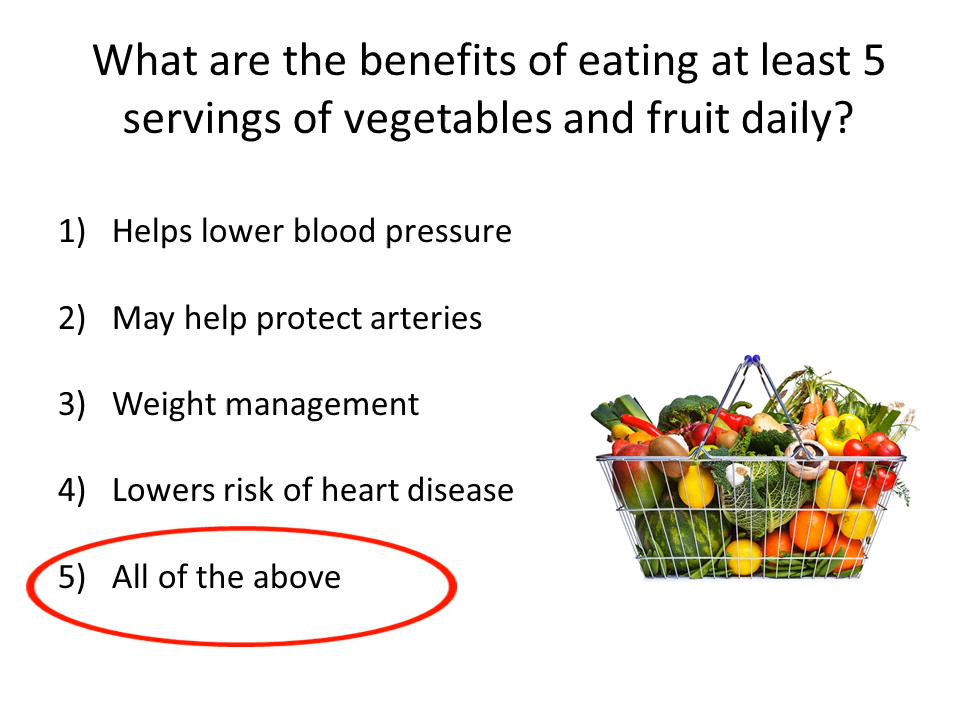 What are the benefits of eating at least 5
servings of vegetables and fruit daily?
1) Helps lower blood pressure
2) May help protect arteries
3) Weight management
4) Lowers risk of heart disease
5) All of the above